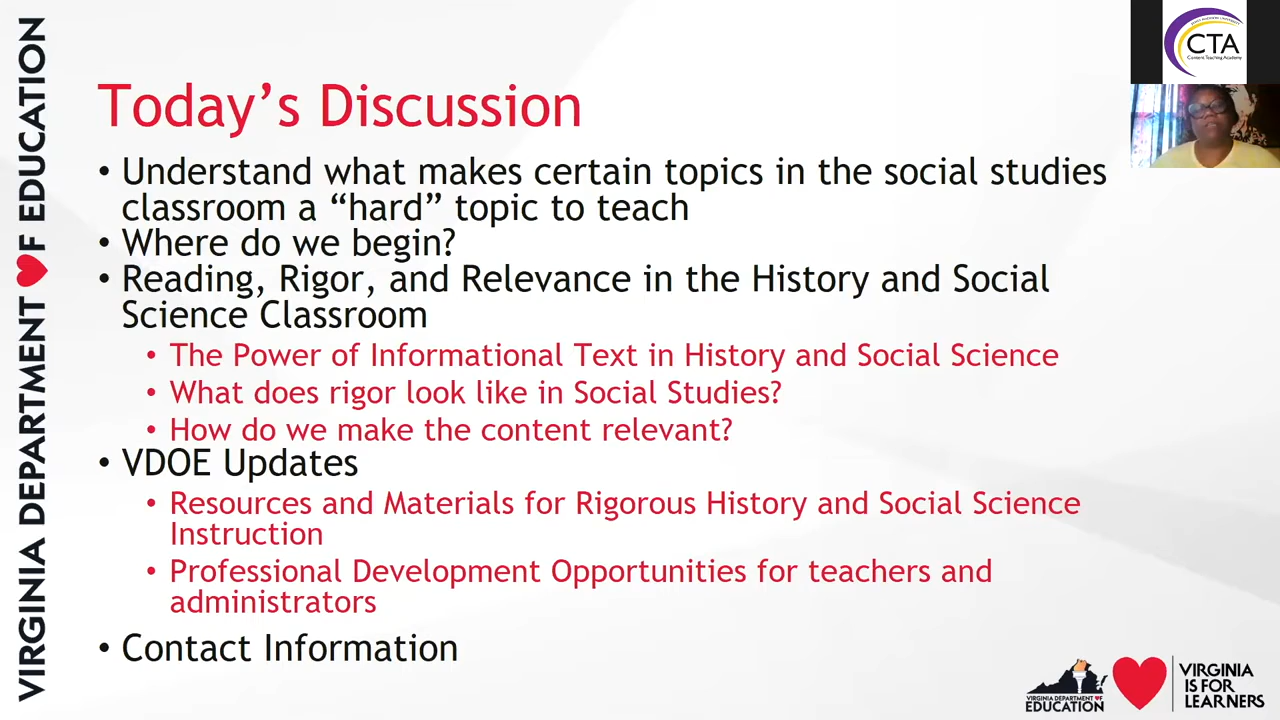 VIRGINIA DEPARTMENT OF EDUCATION
Today's Discussion
• Understand what makes certain topics in the social studies
classroom a “hard” topic to teach
• Where do we begin?
• Reading, Rigor, and Relevance in the History and Social
Science Classroom
• The Power of Informational Text in History and Social Science
• What does rigor look like in Social Studies?
• How do we make the content relevant?
• VDOE Updates
• Resources and Materials for Rigorous History and Social Science
Instruction
• Professional Development Opportunities for teachers and
administrators
• Contact Information
CTA
Content Teaching Academy
VIRGINIA DEPARTMENT OF
EDUCATION
VIRGINIA
IS FOR
LEARNERS